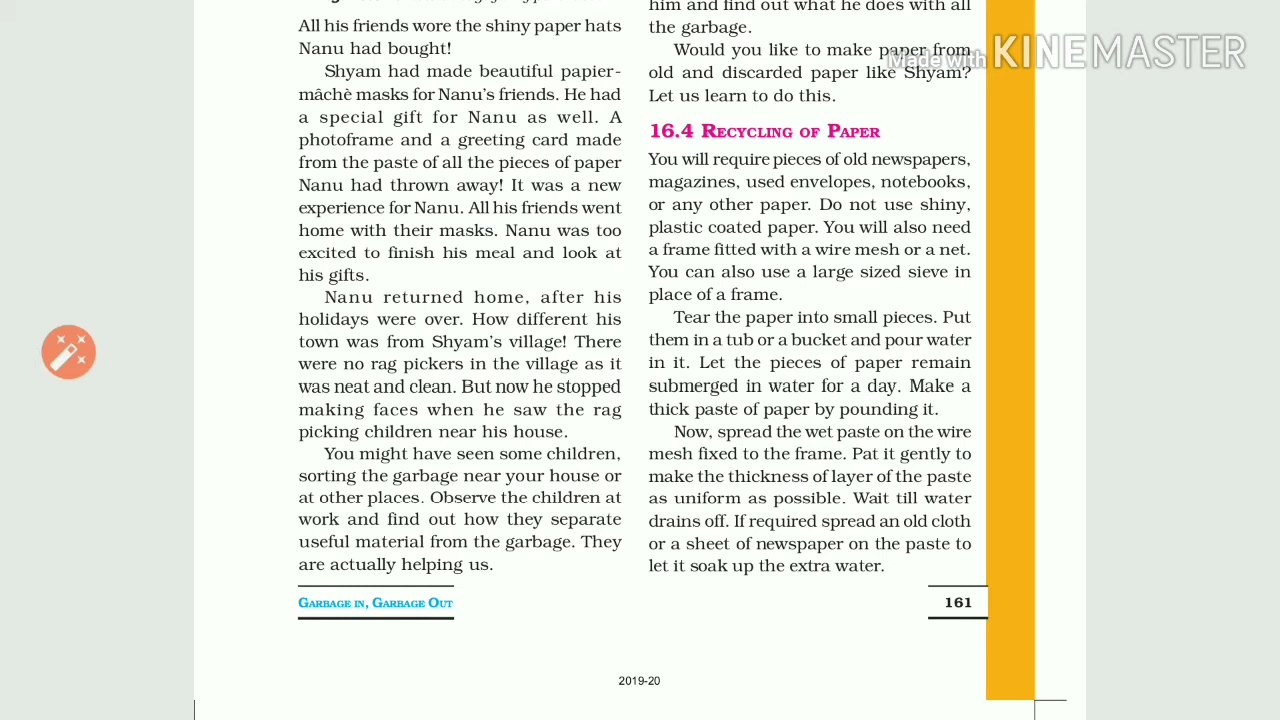 All his friends wore the shiny paper hats
Nanu had bought!
Shyam had made beautiful papier-
mâchè masks for Nanu's friends. He had
a special gift for Nanu as well. A
photoframe and a greeting card made
from the paste of all the pieces of paper
Nanu had thrown away! It was a new
experience for Nanu. All his friends went
home with their masks. Nanu was too
excited to finish his meal and look at
his gifts.
Nanu returned home, after his
holidays were over. How different his
town was from Shyam's village! There
were no rag pickers in the village as it
was neat and clean. But now he stopped
making faces when he saw the rag
picking children near his house.
You might have seen some children,
sorting the garbage near your house or
at other places. Observe the children at
work and find out how they separate
useful material from the garbage. They
are actually helping us.
him and find out what he does with all
the garbage.
Would you like to make paper from
old and discarded paper like Shyam?
Let us learn to do this.
16.4 RECYCLING OF PAPER
You will require pieces of old newspapers,
magazines, used envelopes, notebooks,
or any other paper. Do not use shiny,
plastic coated paper. You will also need
a frame fitted with a wire mesh or a net.
You can also use a large sized sieve in
place of a frame.
Tear the paper into small pieces. Put
them in a tub or a bucket and pour water
in it. Let the pieces of paper remain
submerged in water for a day. Make a
thick paste of paper by pounding it.
Now, spread the wet paste on the wire
mesh fixed to the frame. Pat it gently to
make the thickness of layer of the paste
as uniform as possible. Wait till water
drains off. If required spread an old cloth
or a sheet of newspaper on the paste to
let it soak up the extra water.
GARBAGE IN, GARBAGE OUT
161
2019-20
Made with KINEMASTER